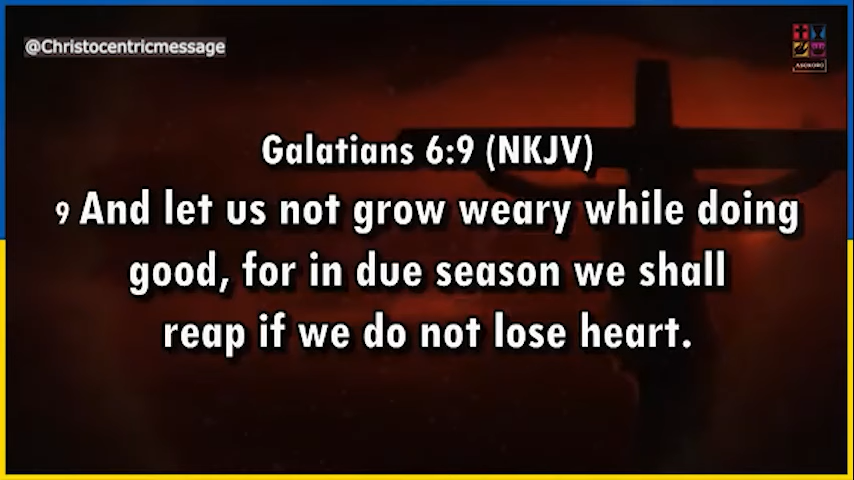 @Christocentricmessage
ASOKORO
Galatians 6:9 (NKJV)
9 And let us not grow weary while doing
good, for in due season we shall
reap if we do not lose heart.